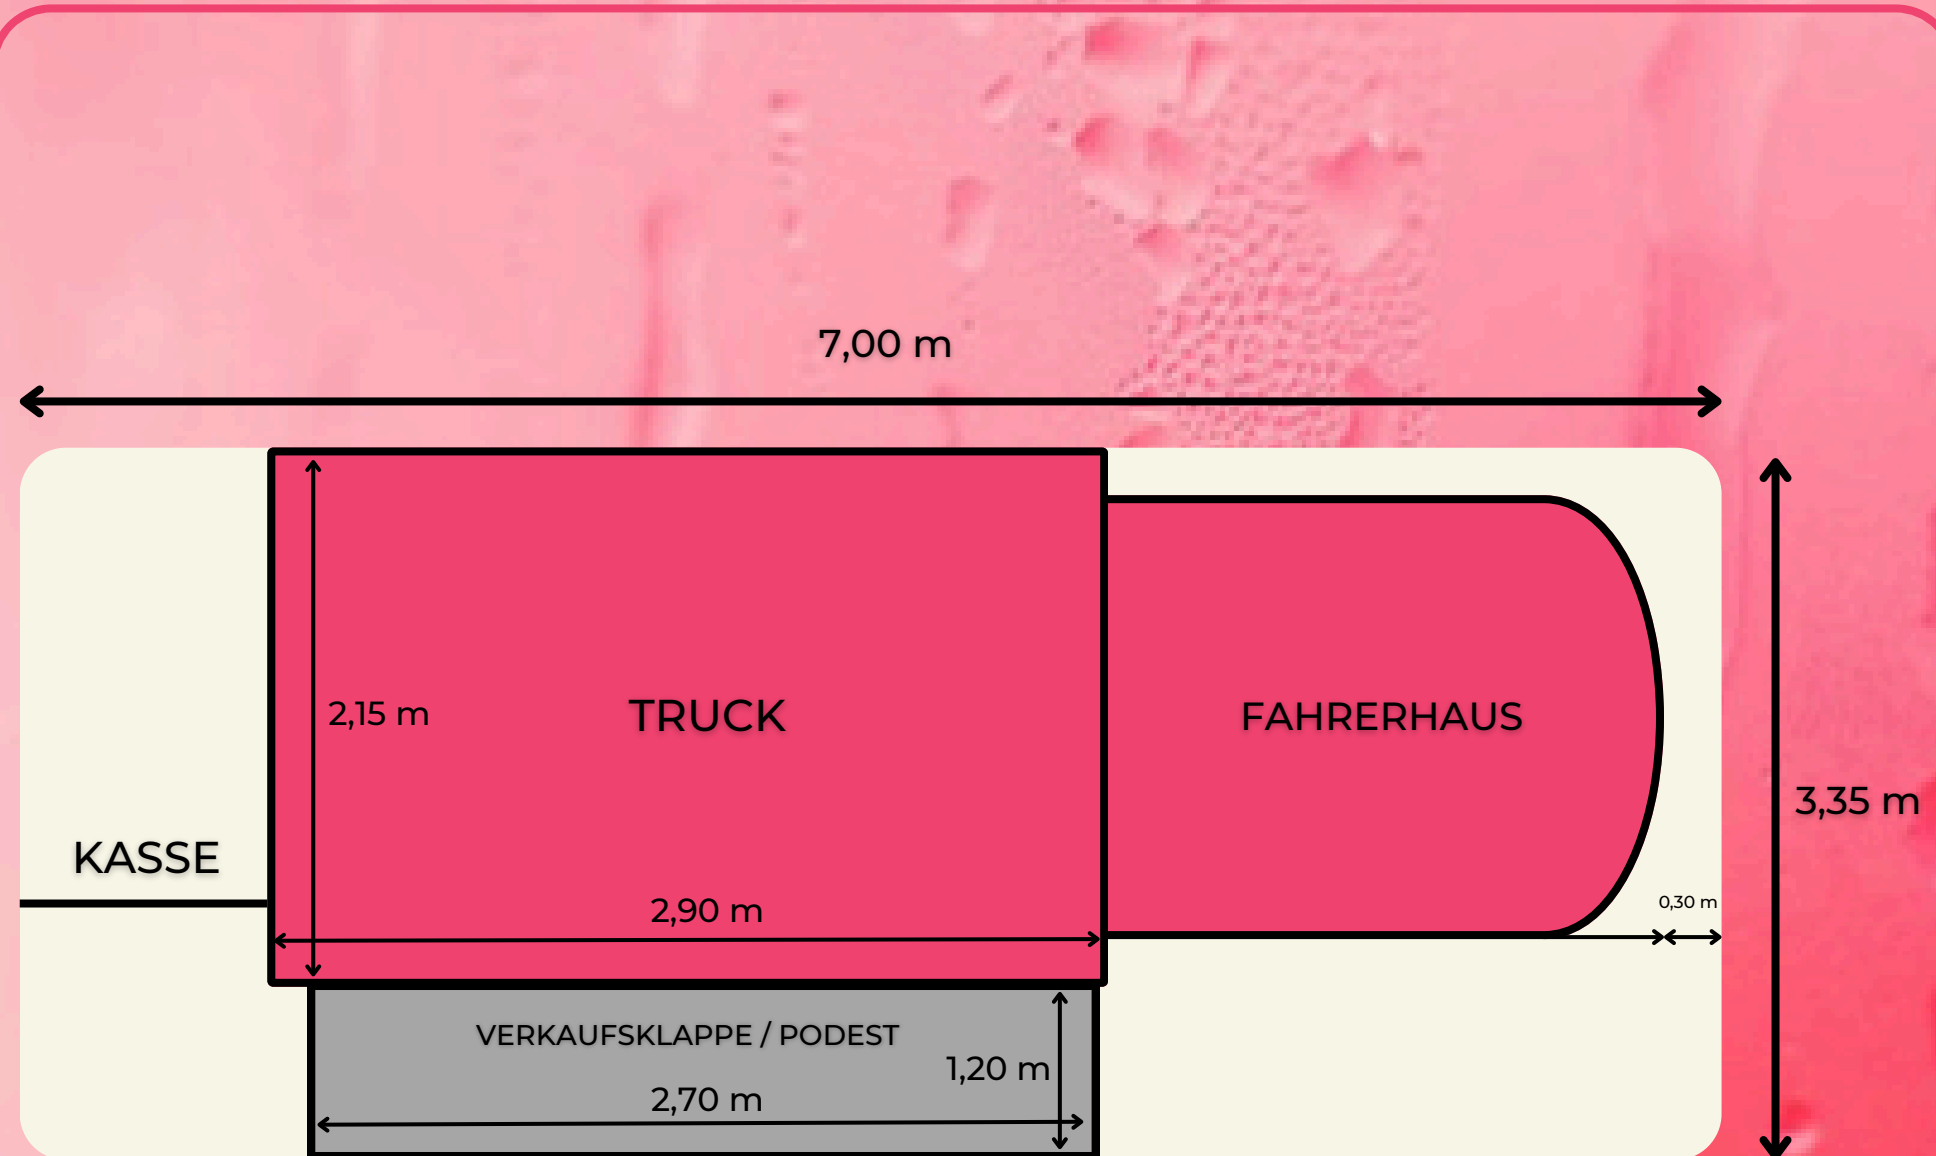 7,00 m
2,15 m
TRUCK
FAHRERHAUS
3,35 m
KASSE
2,90 m
0,30 m
VERKAUFSKLAPPE / PODEST
1,20 m
2,70 m